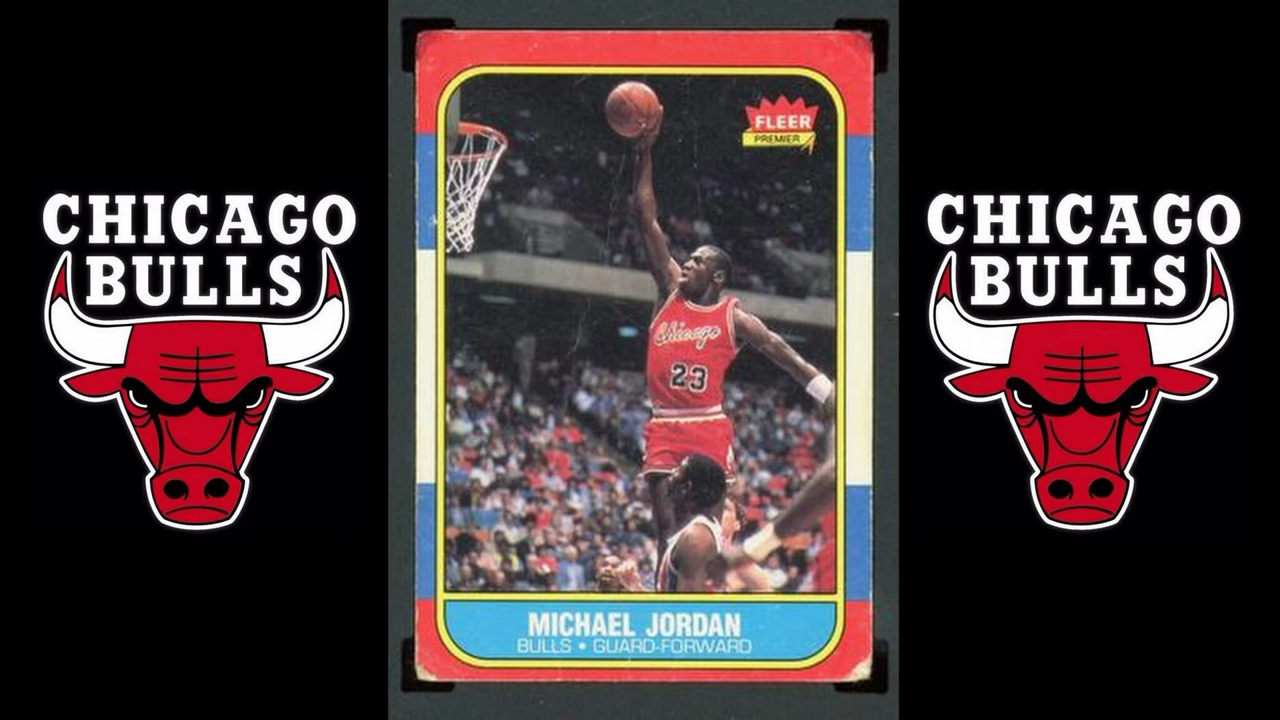 CHICAGO
BULLS
FLEER
PREMIER
Chicago
23
MICHAEL JORDAN
BULLS • GUARD-FORWARD
CHICAGO
BULLS